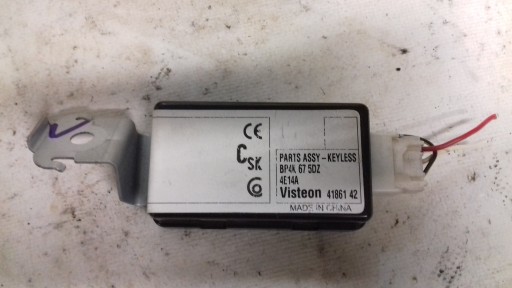 CE
CSK
PARTS ASSY-KEYLESS
BP4K 67 5DZ
4E14A
Visteon 41861 42
MADE IN CHINA